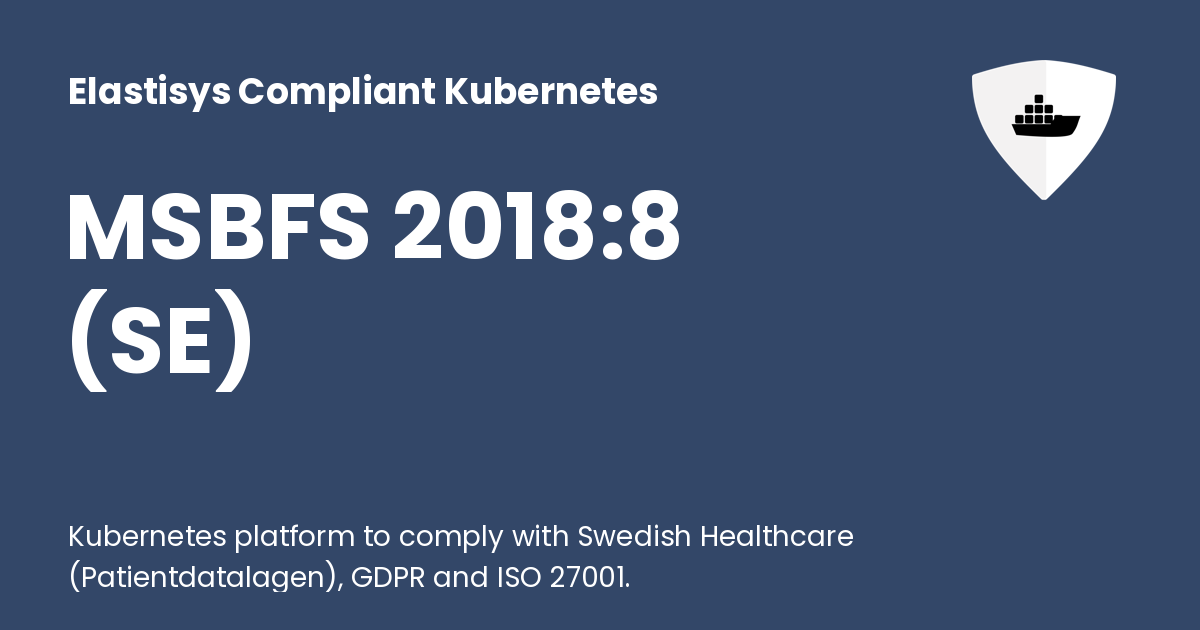 Elastisys Compliant Kubernetes
MSBFS 2018:8
(SE)
Kubernetes platform to comply with Swedish Healthcare
(Patientdatalagen), GDPR and ISO 27001.